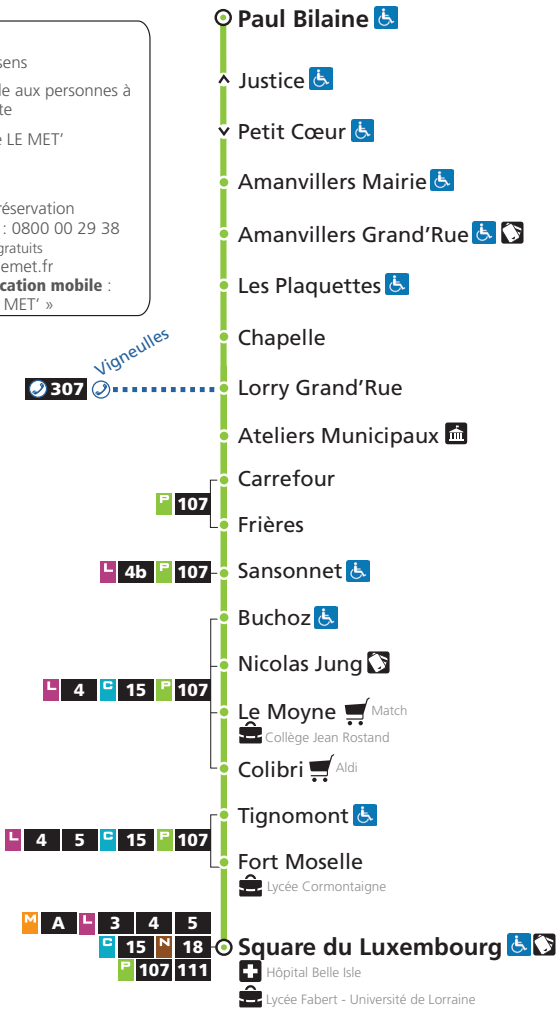 sens
le aux personnes à
te
e LE MET'
réservation
: 0800 00 29 38
gratuits
lemet.fr
cation mobile :
MET' »
Paul Bilaine
Justice
Petit Cœur
Amanvillers Mairie
Amanvillers Grand'Rue
Les Plaquettes
Chapelle
Vigneulles
307 Lorry Grand'Rue
Ateliers Municipaux
Carrefour
P 107
Frières
L 4b P 107 Sansonnet
Buchoz
Nicolas Jung
L 4 C 15 P 107
Le Moyne Match
Collège Jean Rostand
Colibri Aldi
Tignomont
L 4 5 C 15 P 107
Fort Moselle
Lycée Cormontaigne
M A L 3 4 5
C 15 N 18 Square du Luxembourg
P 107 111 Hôpital Belle Isle
Lycée Fabert - Université de Lorraine